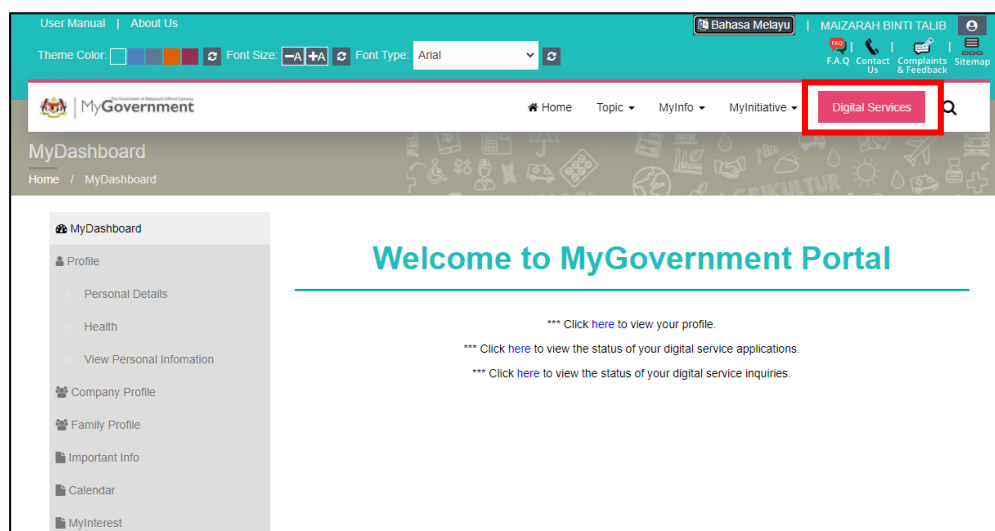 User Manual | About Us
Bahasa Melayu | MAIZARAH BINTI TALIB
Theme Color: Font Size: -A +A Font Type: Arial
FAQ
F.A.Q | Contact Us | Complaints & Feedback | Sitemap
MyGovernment
Home Topic MyInfo MyInitiative Digital Services
MyDashboard
Home / MyDashboard
RIKULTUR
MyDashboard
Profile
Personal Details
Health
View Personal Infomation
Company Profile
Family Profile
Important Info
Calendar
MyInterest
Welcome to MyGovernment Portal
*** Click here to view your profile.
*** Click here to view the status of your digital service applications.
*** Click here to view the status of your digital service inquiries.